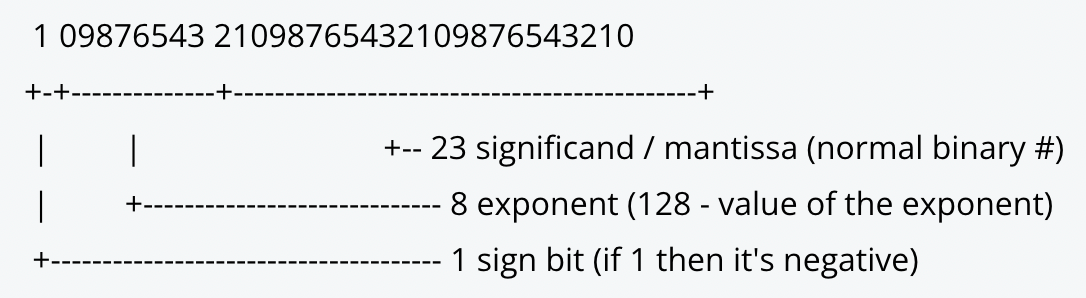 1 09876543 21098765432109876543210
+-+--------------+---------------------------------------------+
| | +-- 23 significand / mantissa (normal binary #)
| +----------------------------- 8 exponent (128 - value of the exponent)
+-------------------------------------- 1 sign bit (if 1 then it's negative)